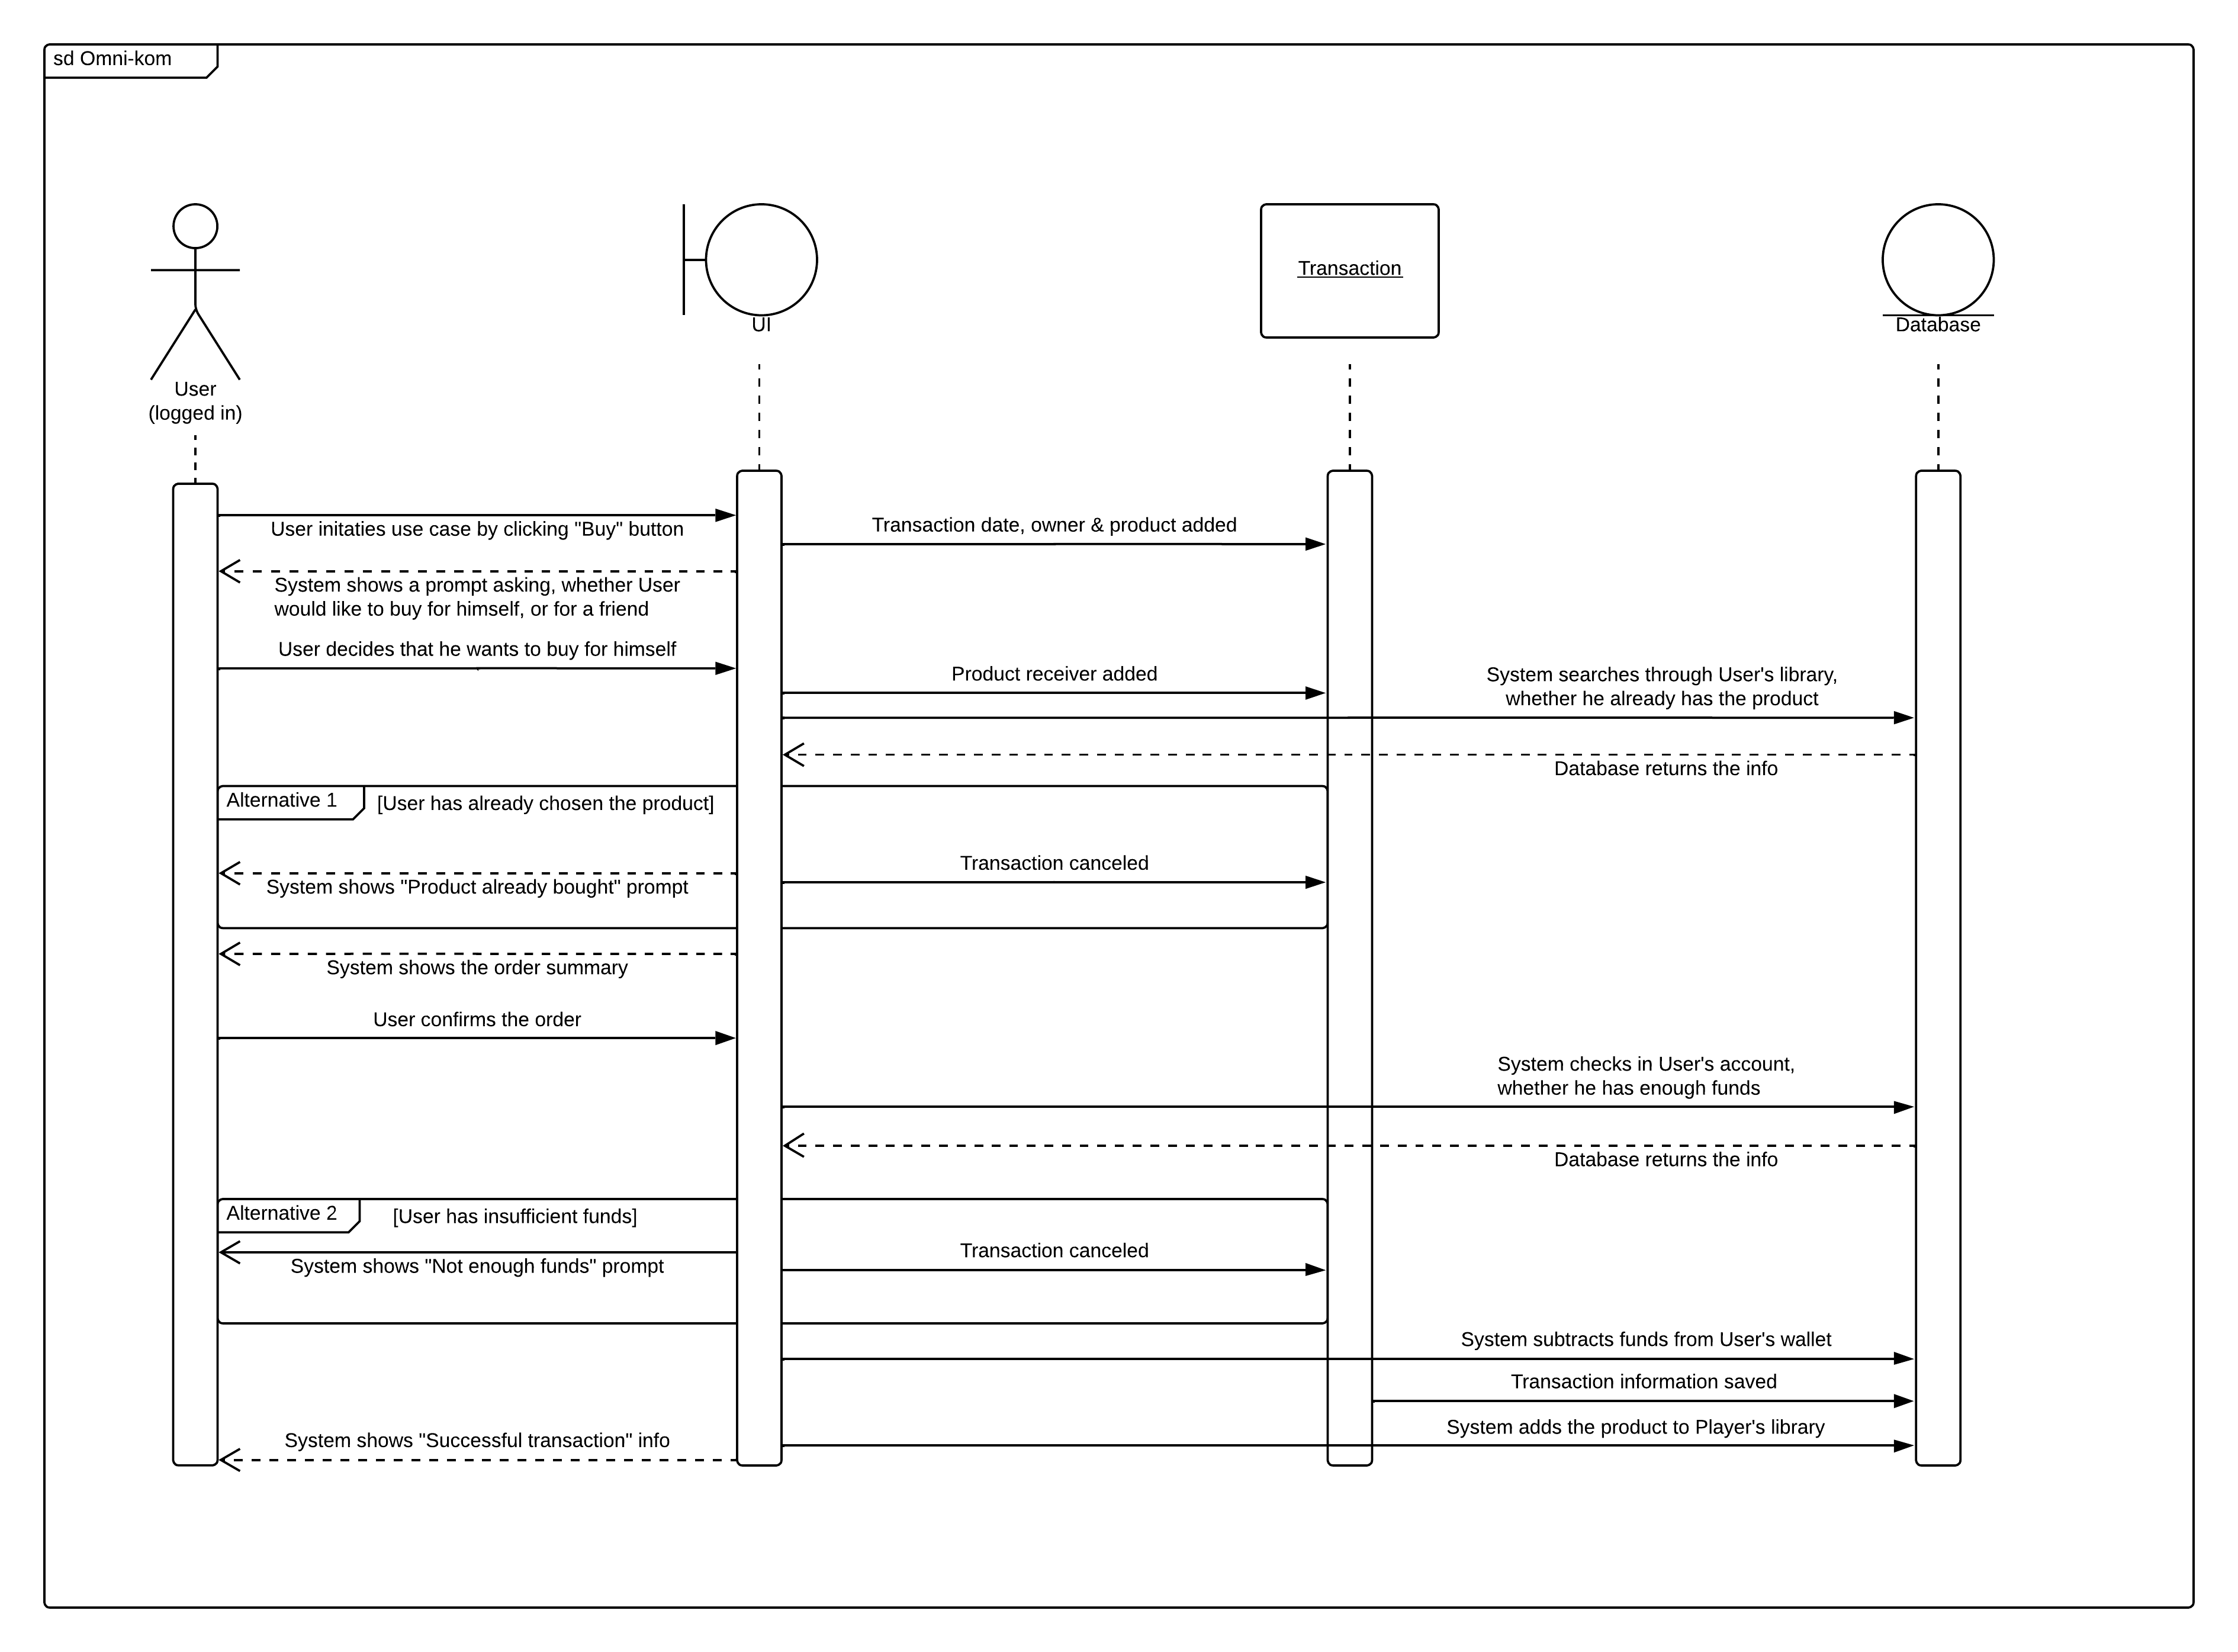 sd Omni-kom
UI
Transaction
Database
User
(logged in)
User initaties use case by clicking "Buy" button
Transaction date, owner & product added
System shows a prompt asking, whether User
would like to buy for himself, or for a friend
User decides that he wants to buy for himself
Product receiver added
System searches through User's library,
whether he already has the product
Database returns the info
Alternative 1
[User has already chosen the product]
Transaction canceled
System shows "Product already bought" prompt
System shows the order summary
User confirms the order
System checks in User's account,
whether he has enough funds
Database returns the info
Alternative 2
[User has insufficient funds]
Transaction canceled
System shows "Not enough funds" prompt
System subtracts funds from User's wallet
Transaction information saved
System adds the product to Player's library
System shows "Successful transaction" info